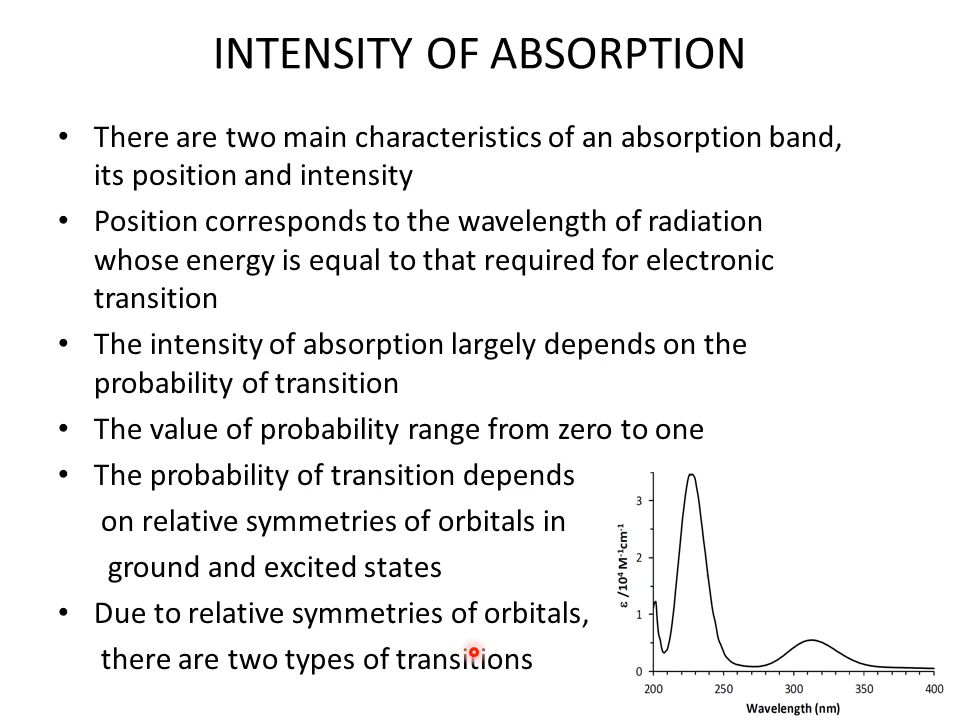 INTENSITY OF ABSORPTION
• There are two main characteristics of an absorption band,
its position and intensity
• Position corresponds to the wavelength of radiation
whose energy is equal to that required for electronic
transition
• The intensity of absorption largely depends on the
probability of transition
• The value of probability range from zero to one
• The probability of transition depends
on relative symmetries of orbitals in
ground and excited states
• Due to relative symmetries of orbitals,
there are two types of transitions
ε /10⁴ M⁻¹cm⁻¹
3
2
1
0
200 250 300 350 400
Wavelength (nm)